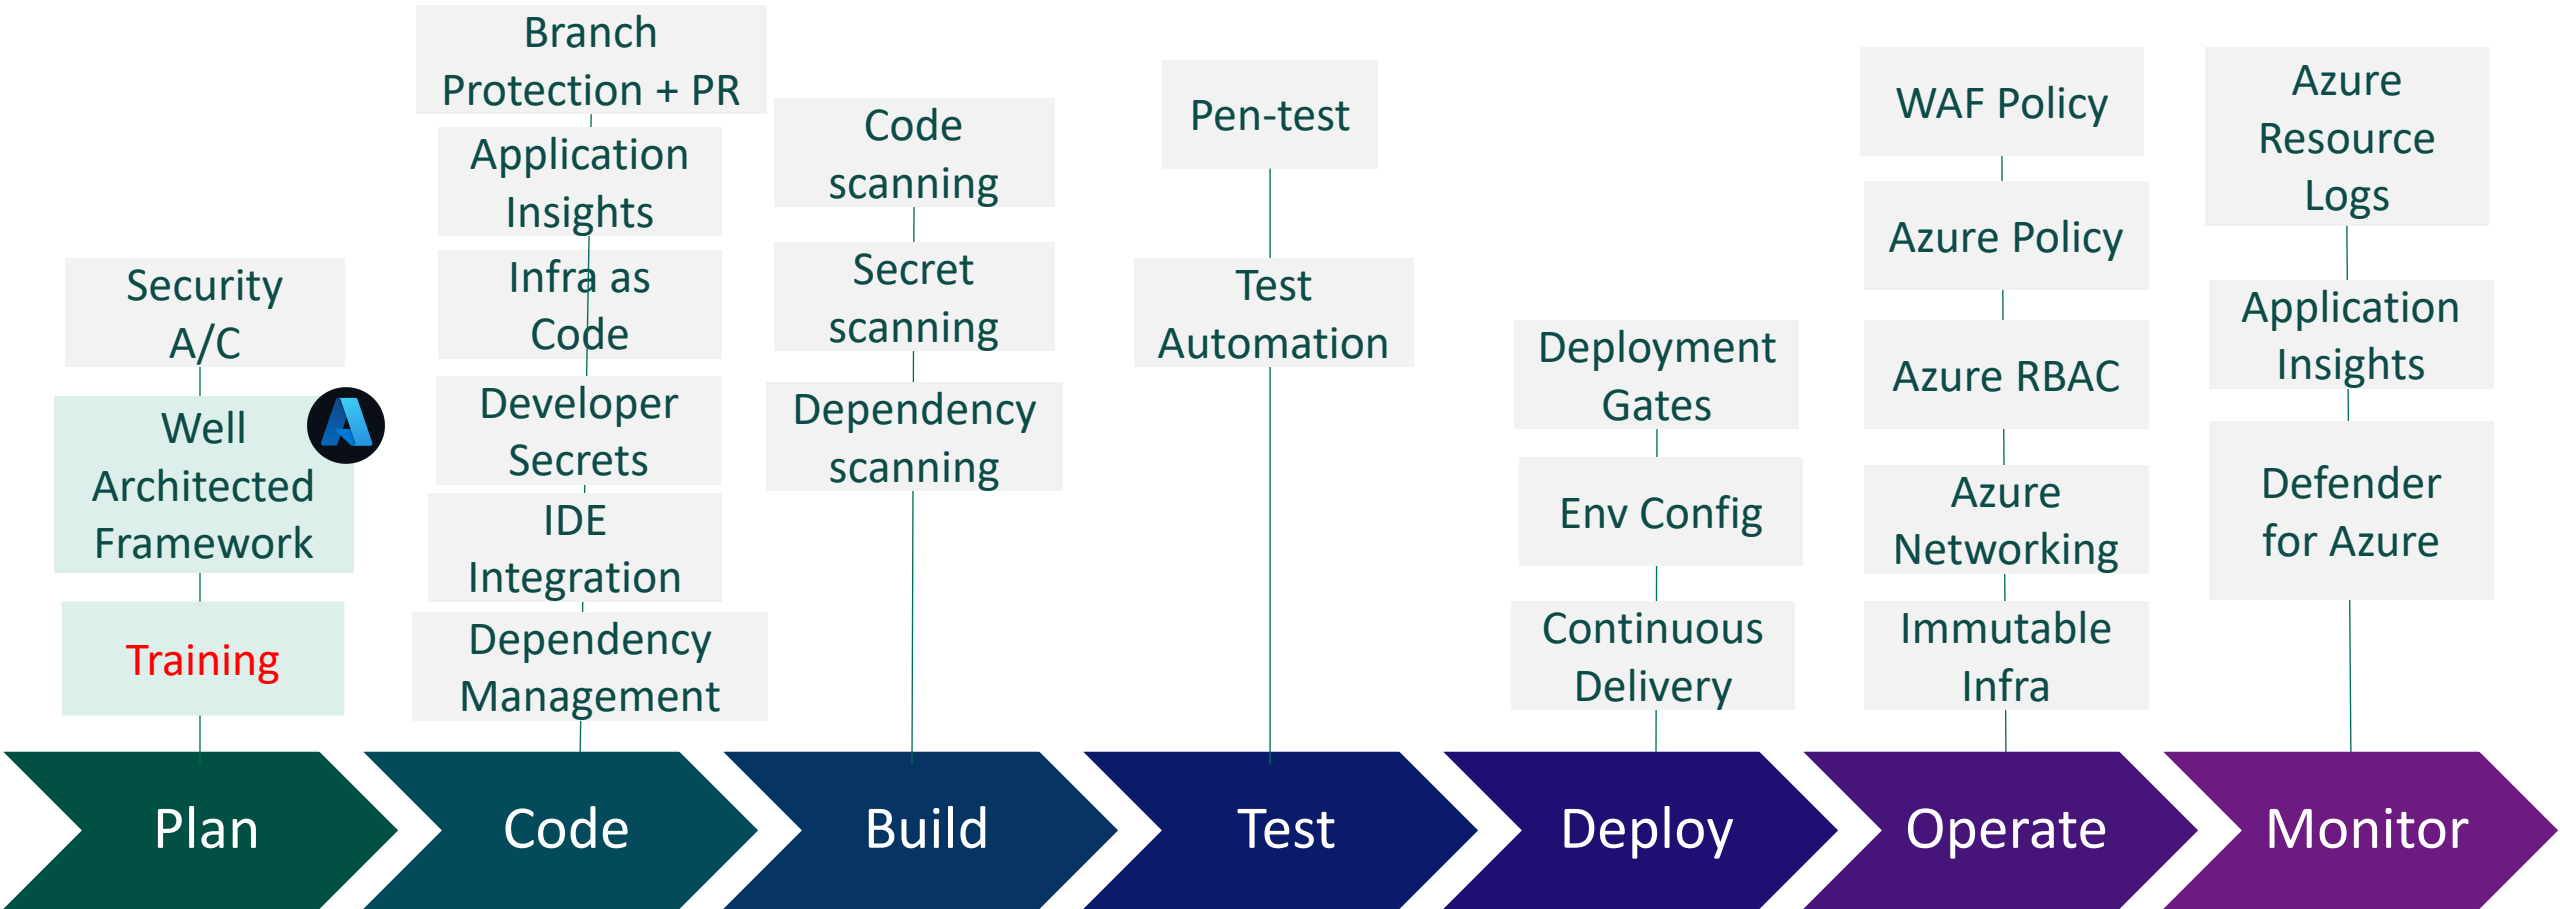 Security
A/C
Well
Architected
Framework
Training
Branch
Protection + PR
Application
Insights
Infra as
Code
Developer
Secrets
IDE
Integration
Dependency
Management
Code
scanning
Secret
scanning
Dependency
scanning
Pen-test
Test
Automation
Deployment
Gates
Env Config
Continuous
Delivery
WAF Policy
Azure Policy
Azure RBAC
Azure
Networking
Immutable
Infra
Azure
Resource
Logs
Application
Insights
Defender
for Azure
Plan
Code
Build
Test
Deploy
Operate
Monitor